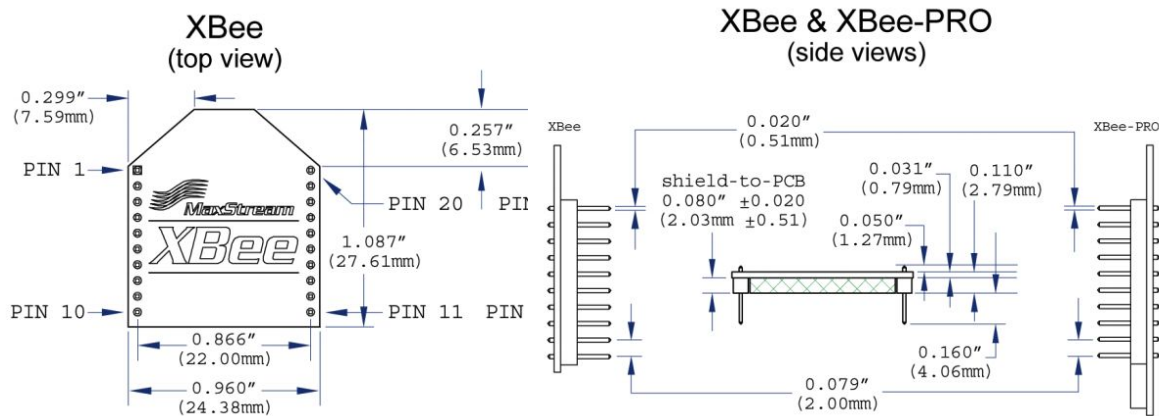 XBee
(top view)
0.299″
(7.59mm)
0.257″
(6.53mm)
PIN 1
PIN 20
PIN
MaxStream
XBee
1.087″
(27.61mm)
PIN 10
PIN 11
PIN
0.866″
(22.00mm)
0.960″
(24.38mm)
XBee & XBee-PRO
(side views)
XBee
XBee-PRO
0.020″
(0.51mm)
shield-to-PCB
0.080″ ±0.020
(2.03mm ±0.51)
0.031″
(0.79mm)
0.110″
(2.79mm)
0.050″
(1.27mm)
0.160″
(4.06mm)
0.079″
(2.00mm)